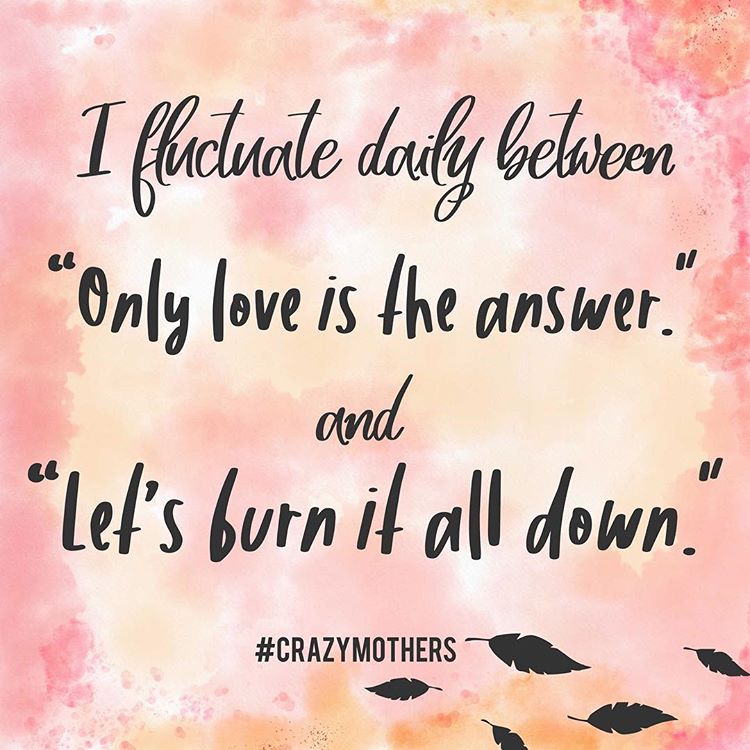 I fluctuate daily between
“Only love is the answer.”
and
“Let's burn it all down.”
#CRAZYMOTHERS